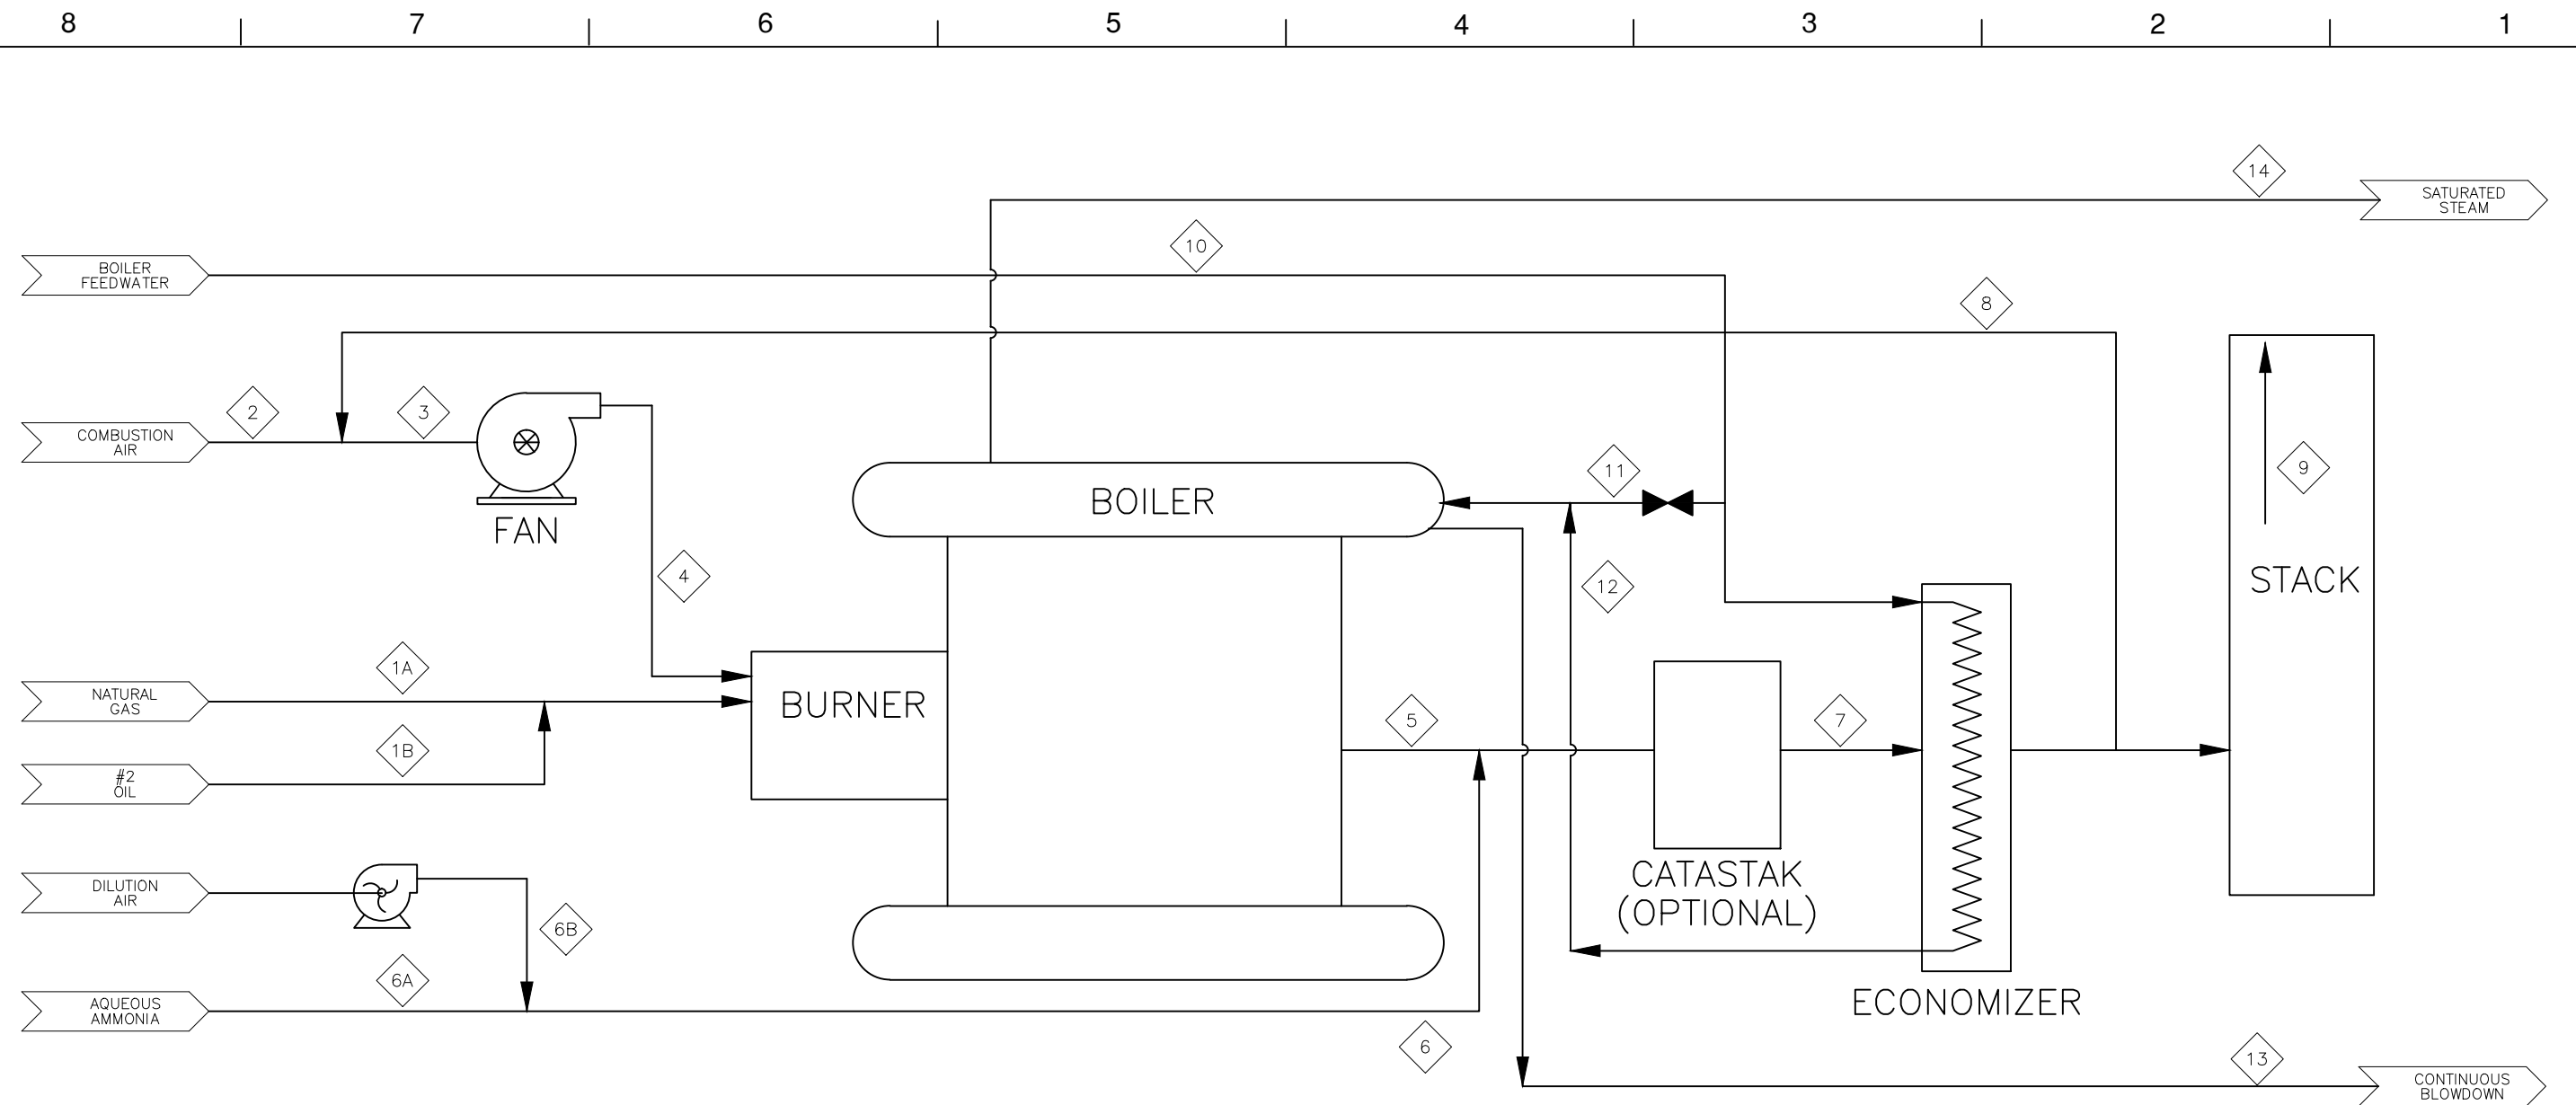 8 7 6 5 4 3 2 1
14
SATURATED
STEAM
10
BOILER
FEEDWATER
8
2
3
COMBUSTION
AIR
9
11
BOILER
FAN
4
12
STACK
1A
NATURAL
GAS
BURNER
5
7
1B
#2
OIL
CATASTAK
(OPTIONAL)
DILUTION
AIR
6B
6A
AQUEOUS
AMMONIA
ECONOMIZER
6
13
CONTINUOUS
BLOWDOWN